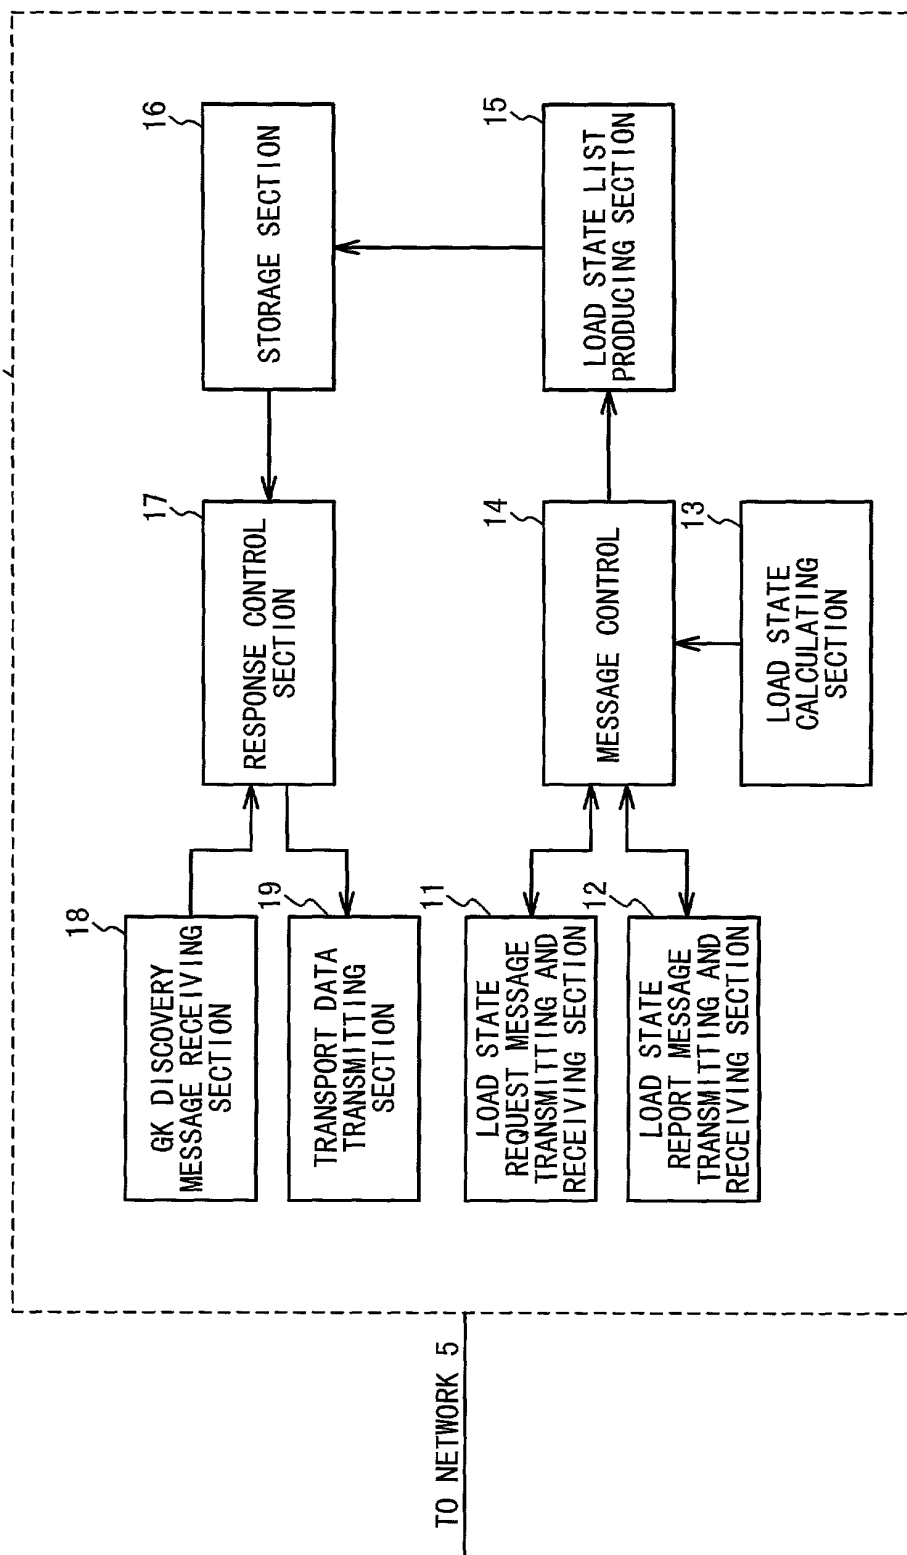 TO NETWORK 5
18
GK DISCOVERY
MESSAGE RECEIVING
SECTION
19
TRANSPORT DATA
TRANSMITTING
SECTION
11
LOAD STATE
REQUEST MESSAGE
TRANSMITTING AND
RECEIVING SECTION
12
LOAD STATE
REPORT MESSAGE
TRANSMITTING AND
RECEIVING SECTION
17
RESPONSE CONTROL
SECTION
14
MESSAGE CONTROL
13
LOAD STATE
CALCULATING
SECTION
16
STORAGE SECTION
15
LOAD STATE LIST
PRODUCING SECTION